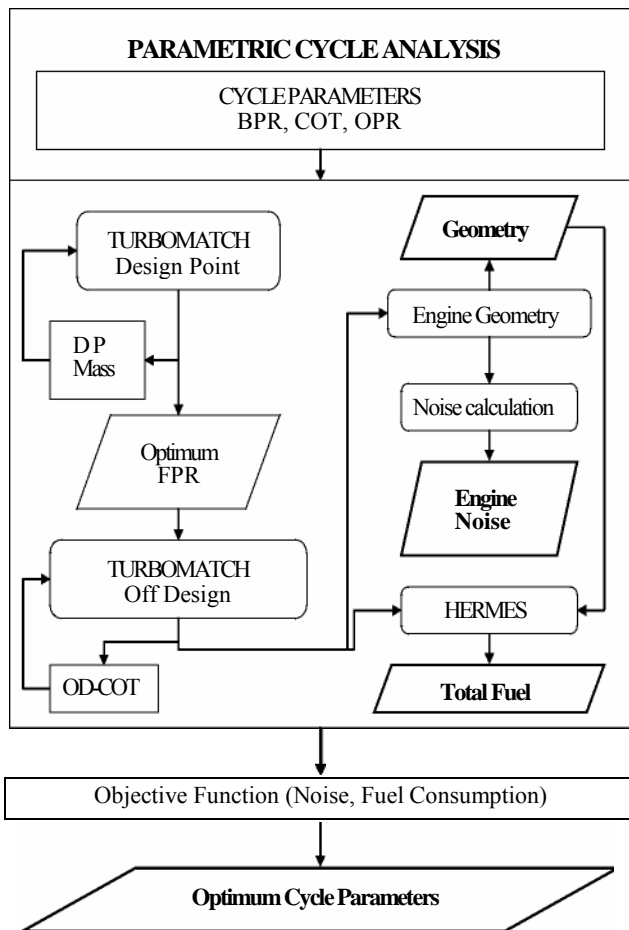 PARAMETRIC CYCLE ANALYSIS
CYCLE PARAMETERS
BPR, COT, OPR
TURBOMATCH
Design Point
DP
Mass
Optimum
FPR
TURBOMATCH
Off Design
OD-COT
Geometry
Engine Geometry
Noise calculation
Engine
Noise
HERMES
Total Fuel
Objective Function (Noise, Fuel Consumption)
Optimum Cycle Parameters